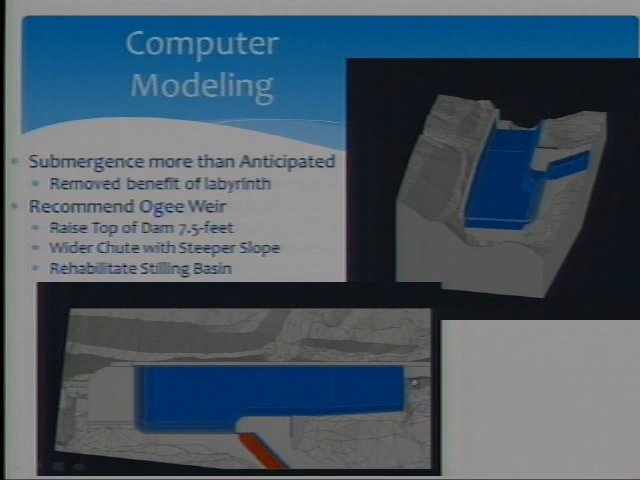 Computer
Modeling
Submergence more than Anticipated
Removed benefit of labyrinth
Recommend Ogee Weir
Raise Top of Dam 7.5-feet
Wider Chute with Steeper Slope
Rehabilitate Stilling Basin